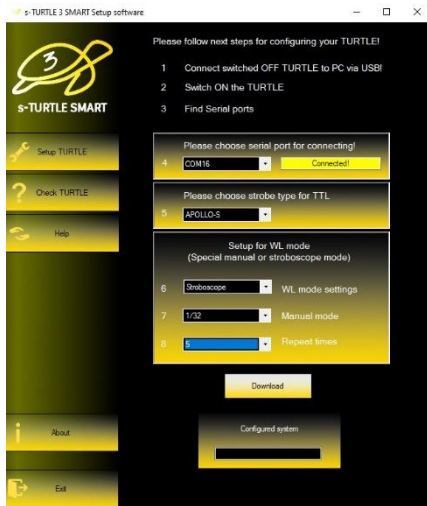 s-TURTLE 3 SMART Setup software
3
s-TURTLE SMART
Setup TURTLE
Check TURTLE
Help
About
Exit
Please follow next steps for configuring your TURTLE!
1 Connect switched OFF TURTLE to PC via USB!
2 Switch ON the TURTLE
3 Find Serial ports
Please choose serial port for connecting!
4 COM16 Connected!
Please choose strobe type for TTL
5 APOLLO-S
Setup for WL mode
(Special manual or stroboscope mode)
6 Stroboscope WL mode settings
7 1/32 Manual mode
8 5 Repeat times
Download
Configured system